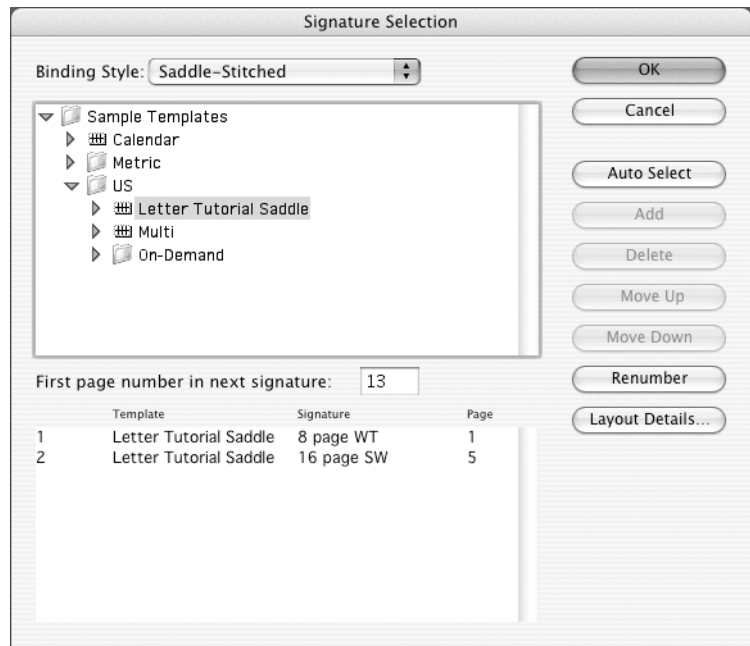 Signature Selection
Binding Style: Saddle-Stitched
OK
Cancel
Sample Templates
Calendar
Metric
US
Letter Tutorial Saddle
Multi
On-Demand
Auto Select
Add
Delete
Move Up
Move Down
Renumber
Layout Details...
First page number in next signature: 13
Template Signature Page
1 Letter Tutorial Saddle 8 page WT 1
2 Letter Tutorial Saddle 16 page SW 5